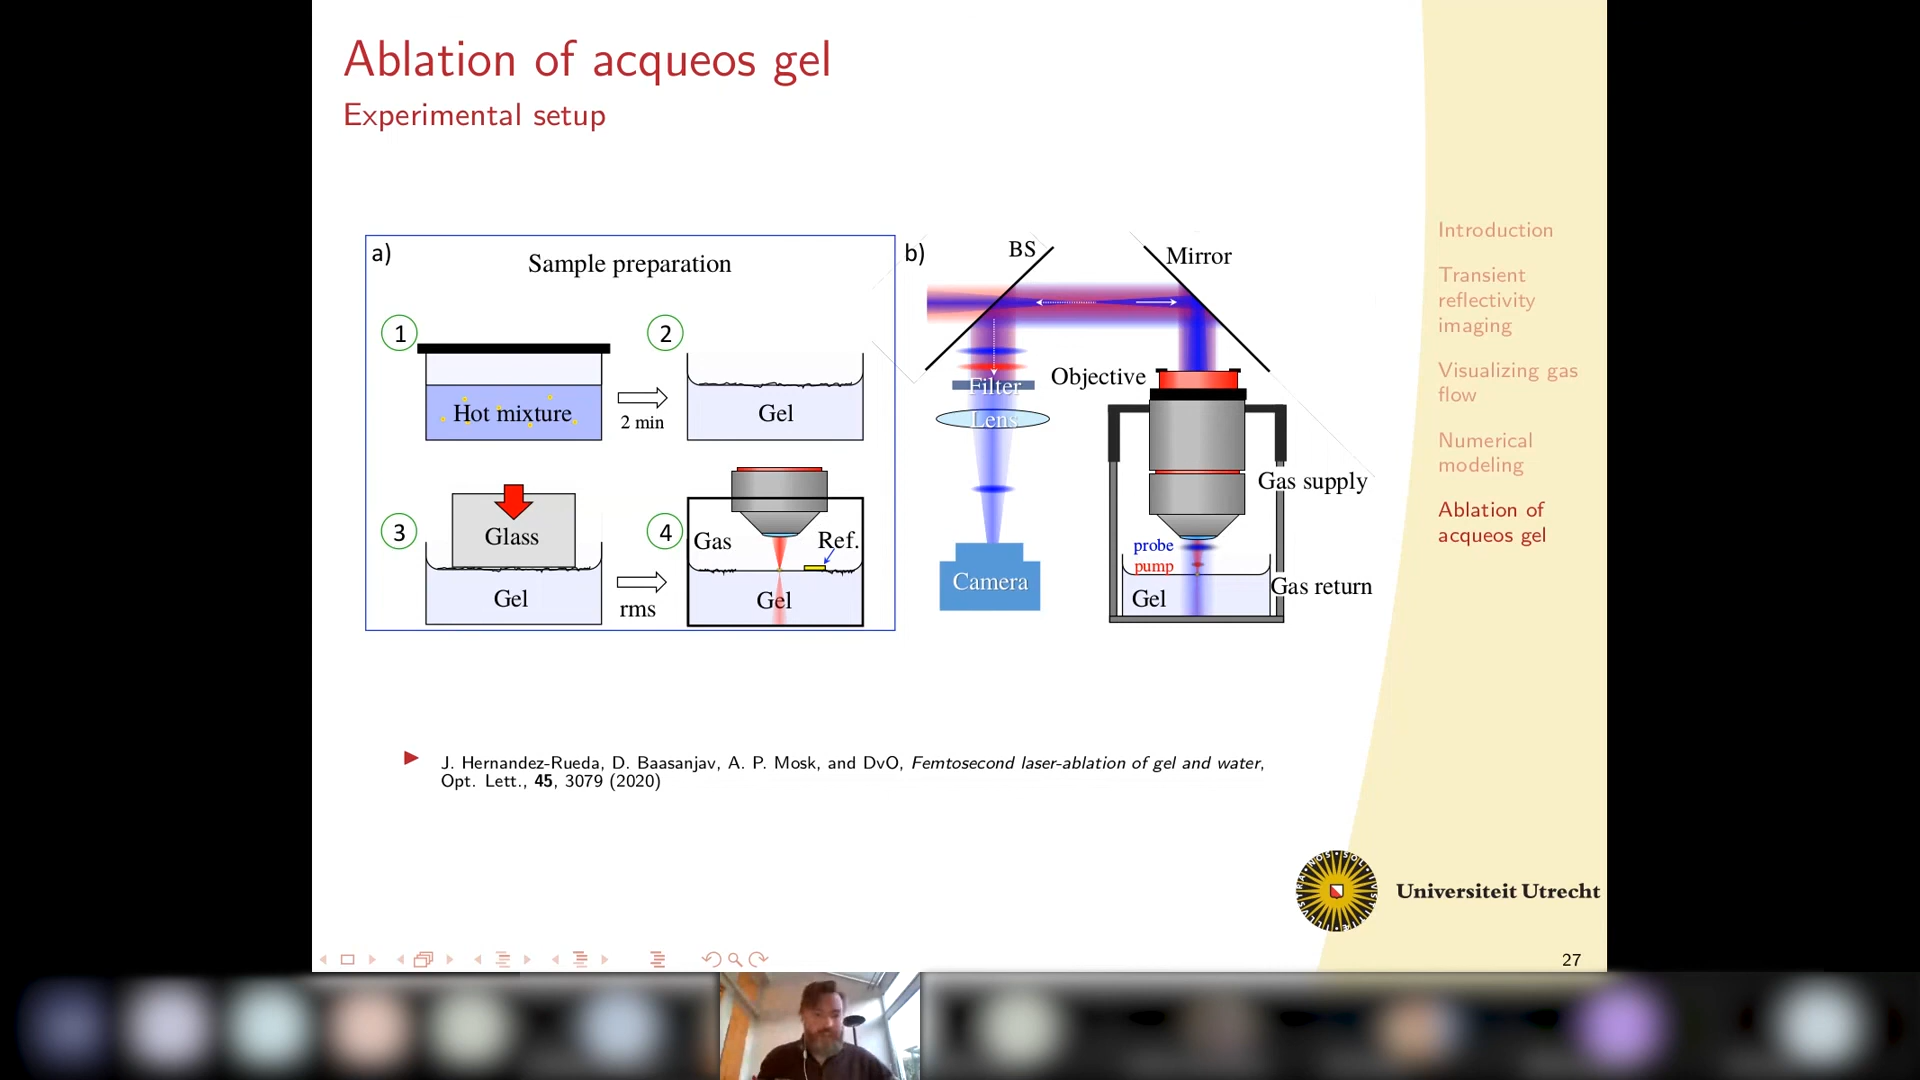 Ablation of acqueos gel
Experimental setup
a)
Sample preparation
1
2
Hot mixture
2 min
Gel
3
Glass
Gel
rms
4
Gas
Ref.
Gel
b)
BS
Mirror
Filter
Lens
Objective
Camera
Gas supply
probe
pump
Gel
Gas return
J. Hernandez-Rueda, D. Baasanjav, A. P. Mosk, and DvO, Femtosecond laser-ablation of gel and water,
Opt. Lett., 45, 3079 (2020)
Introduction
Transient
reflectivity
imaging
Visualizing gas
flow
Numerical
modeling
Ablation of
acqueos gel
Universiteit Utrecht
27